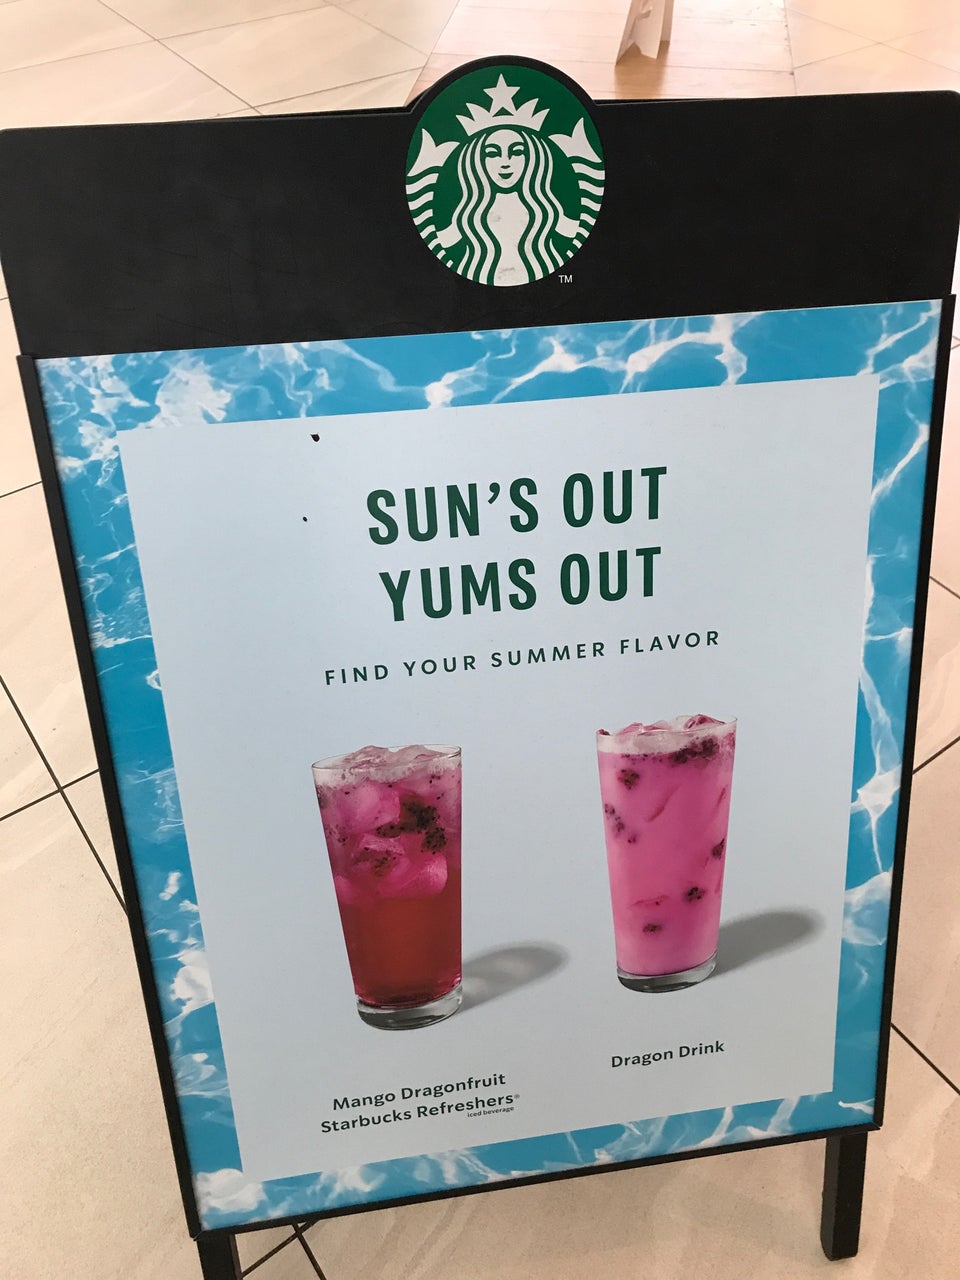 TM
SUN'S OUT
YUMS OUT
FIND YOUR SUMMER FLAVOR
Mango Dragonfruit
Starbucks Refreshers®
iced beverage
Dragon Drink